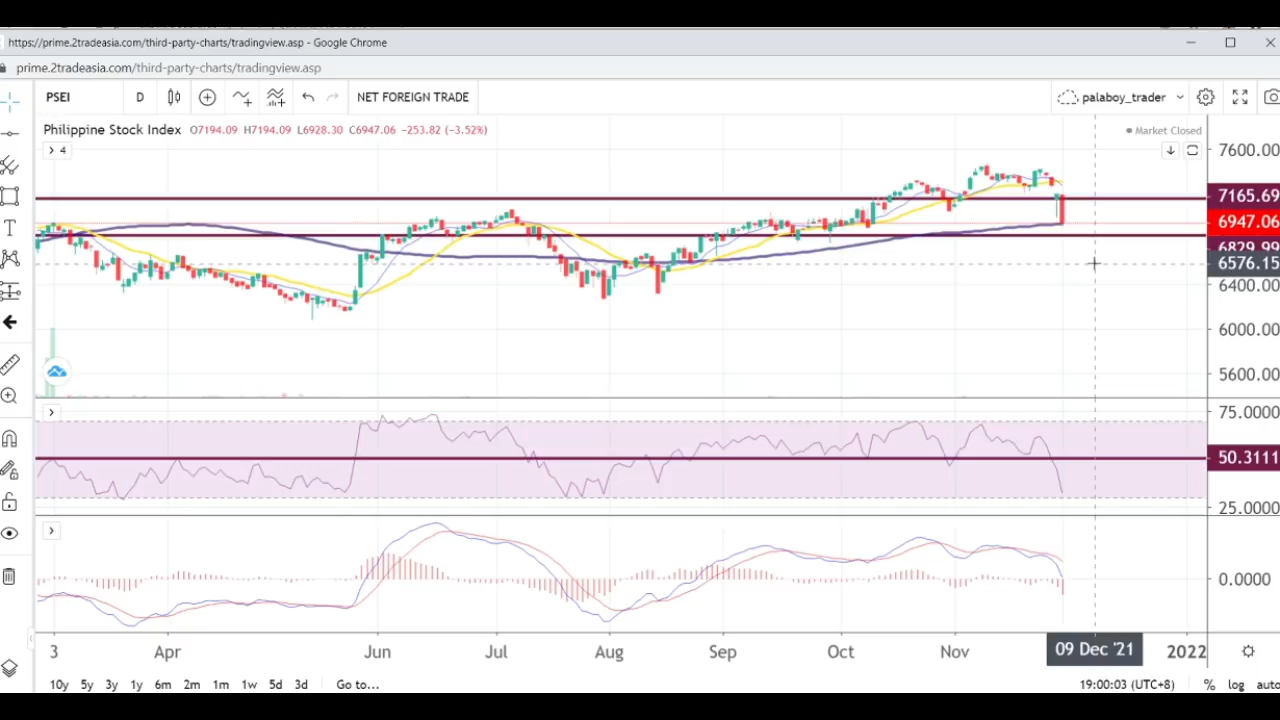 https://prime.2tradeasia.com/third-party-charts/tradingview.asp - Google Chrome
prime.2tradeasia.com/third-party-charts/tradingview.asp
PSEI D NET FOREIGN TRADE palaboy_trader
Philippine Stock Index O7194.09 H7194.09 L6928.30 C6947.06 -253.82 (-3.52%) Market Closed
4
7600.00
7165.69
6947.06
6829.99
6576.15
6400.00
6000.00
5600.00
75.0000
50.3111
25.0000
0.0000
3 Apr Jun Jul Aug Sep Oct Nov 09 Dec '21 2022
10y 5y 3y 1y 6m 2m 1m 1w 5d 3d Go to... 19:00:03 (UTC+8) % log auto